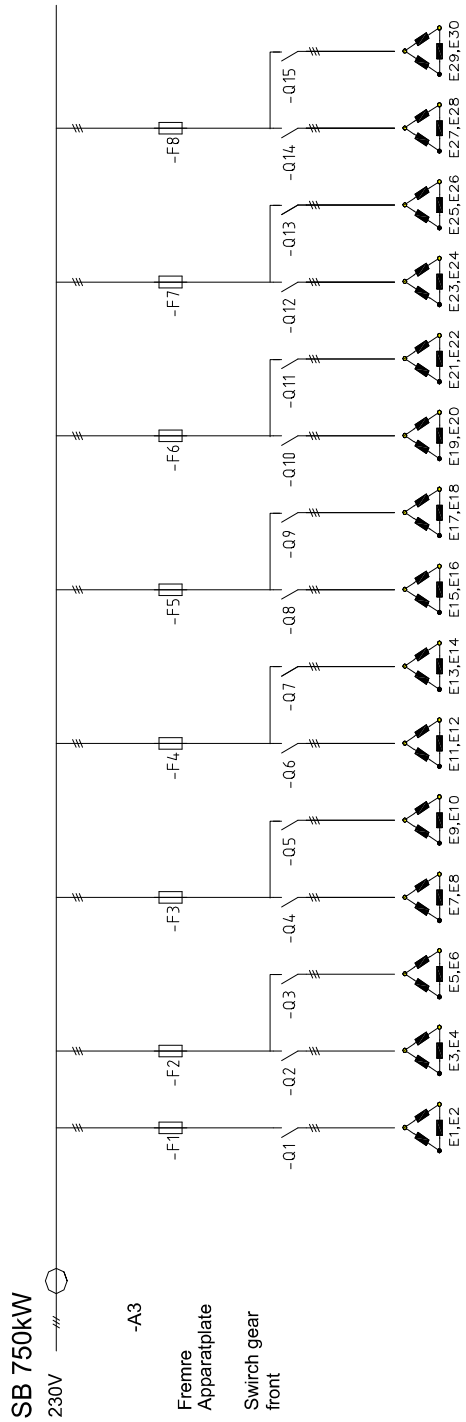 SB 750kW
230V
-A3
Fremre
Apparatplate
Swirch gear
front
-F1
-F2
-F3
-F4
-F5
-F6
-F7
-F8
-Q1
-Q2
-Q3
-Q4
-Q5
-Q6
-Q7
-Q8
-Q9
-Q10
-Q11
-Q12
-Q13
-Q14
-Q15
E1,E2
E3,E4
E5,E6
E7,E8
E9,E10
E11,E12
E13,E14
E15,E16
E17,E18
E19,E20
E21,E22
E23,E24
E25,E26
E27,E28
E29,E30